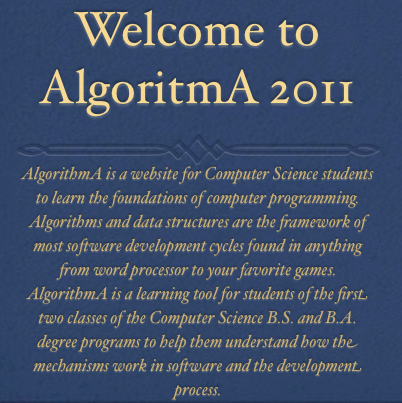 Welcome to
AlgoritmA 2011
AlgorithmA is a website for Computer Science students
to learn the foundations of computer programming.
Algorithms and data structures are the framework of
most software development cycles found in anything
from word processor to your favorite games.
AlgorithmA is a learning tool for students of the first
two classes of the Computer Science B.S. and B.A.
degree programs to help them understand how the
mechanisms work in software and the development
process.